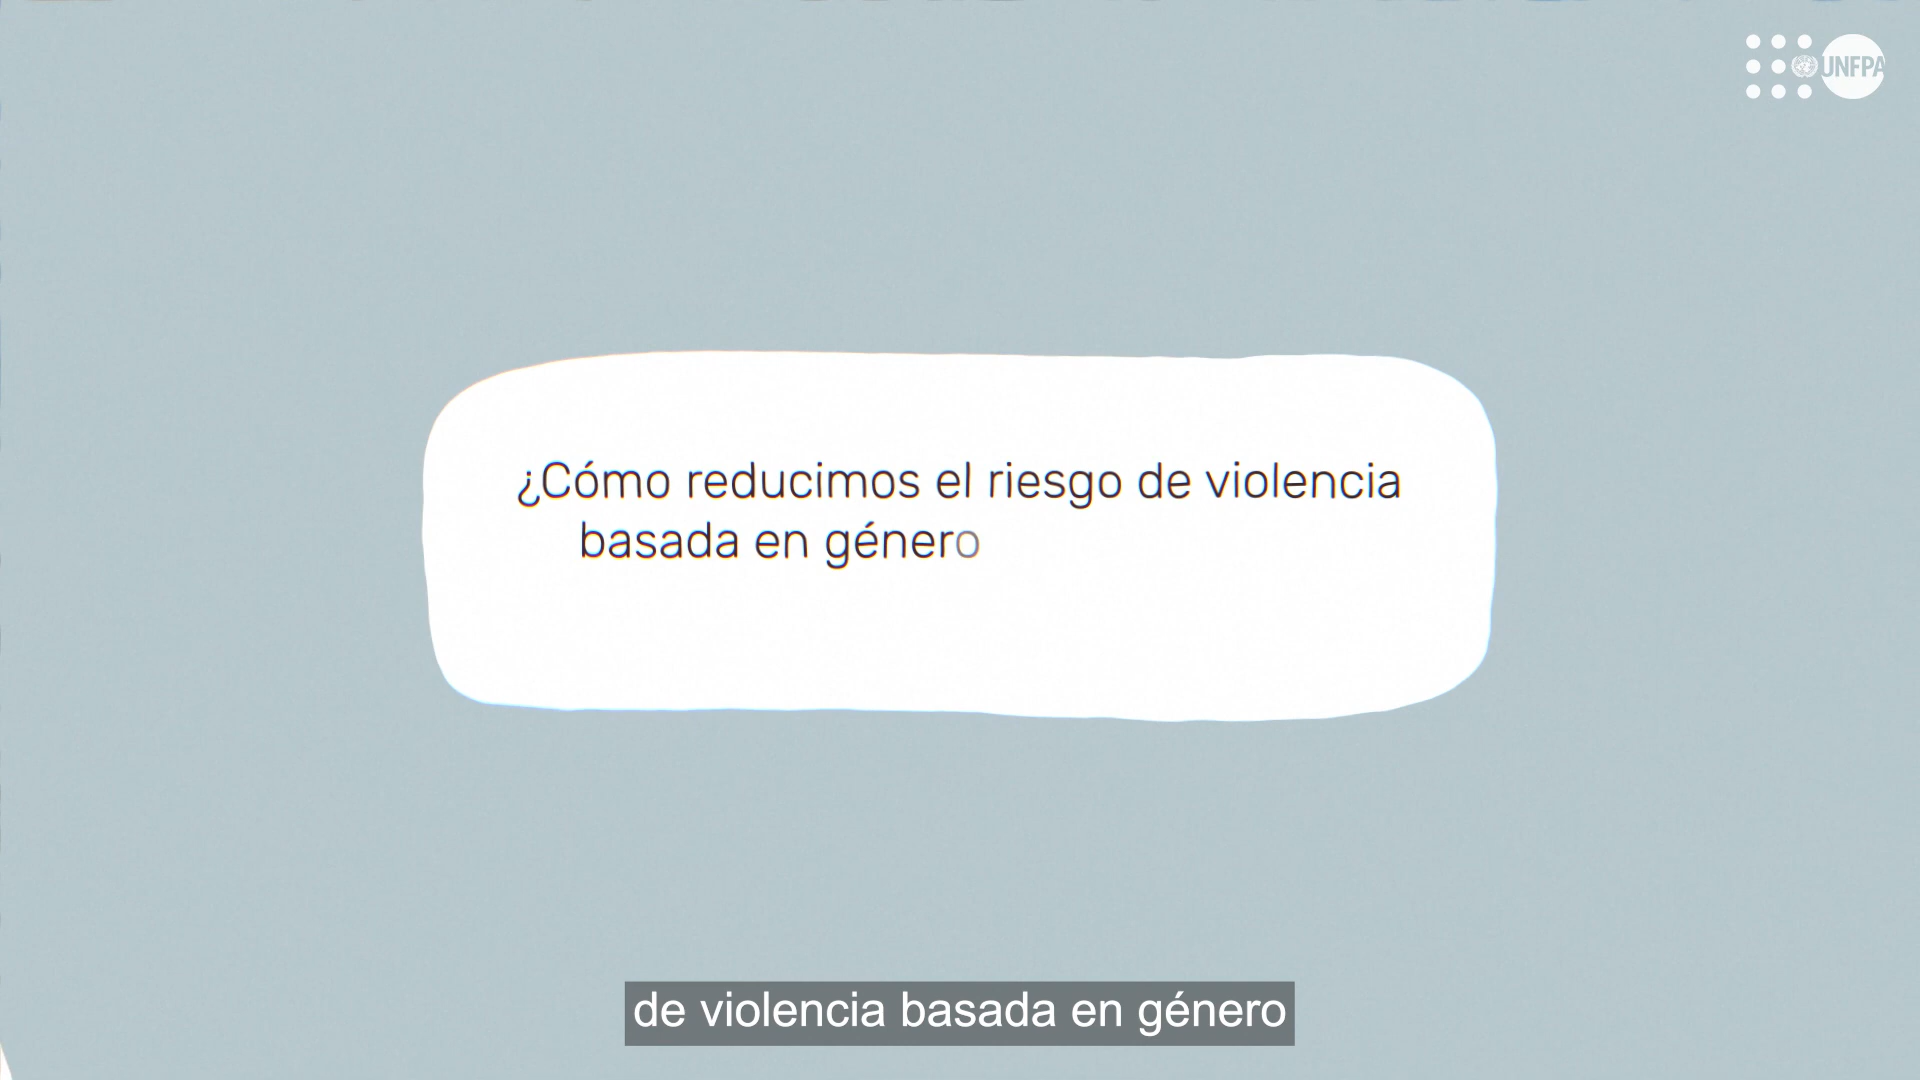 UNFPA
¿Cómo reducimos el riesgo de violencia
basada en género
de violencia basada en género